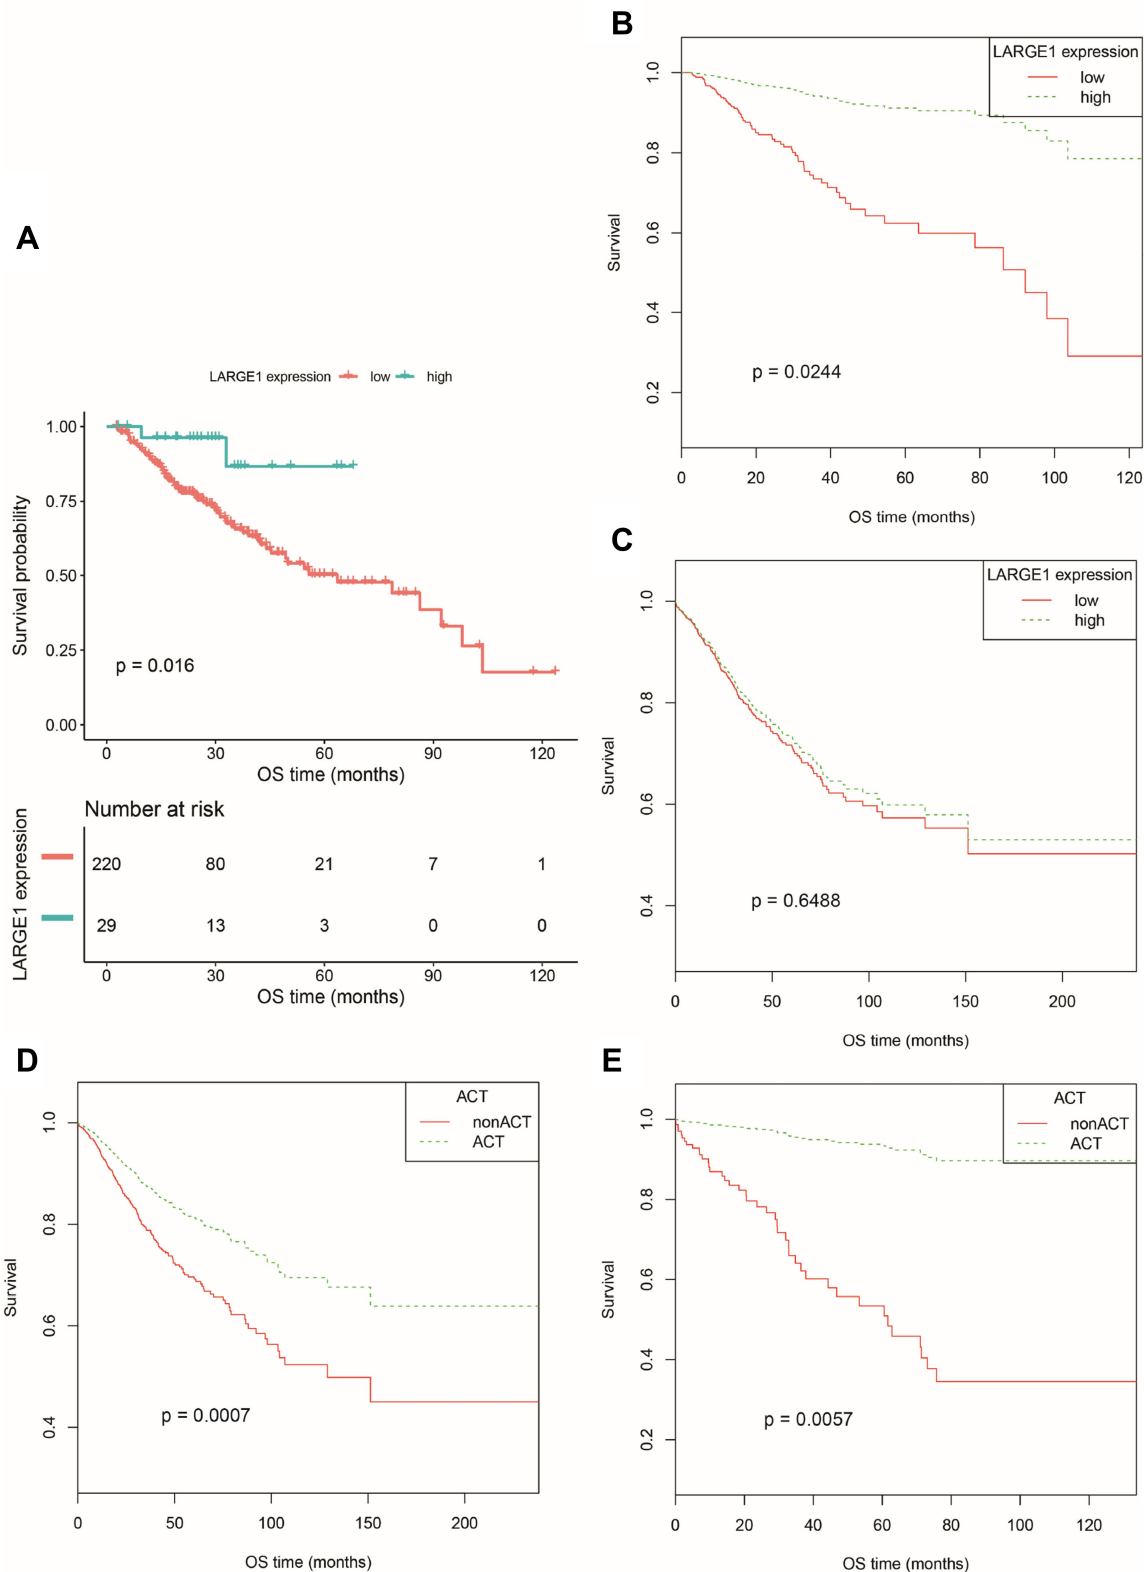 A
LARGE1 expression low high
Survival probability
1.00
0.75
0.50
0.25
0.00
p = 0.016
0 30 60 90 120
OS time (months)
Number at risk
LARGE1 expression
220 80 21 7 1
29 13 3 0 0
0 30 60 90 120
OS time (months)
B
LARGE1 expression
low
high
Survival
1.0
0.8
0.6
0.4
0.2
p = 0.0244
0 20 40 60 80 100 120
OS time (months)
C
LARGE1 expression
low
high
Survival
1.0
0.8
0.6
0.4
p = 0.6488
0 50 100 150 200
OS time (months)
D
ACT
nonACT
ACT
Survival
1.0
0.8
0.6
0.4
p = 0.0007
0 50 100 150 200
OS time (months)
E
ACT
nonACT
ACT
Survival
1.0
0.8
0.6
0.4
0.2
p = 0.0057
0 20 40 60 80 100 120
OS time (months)